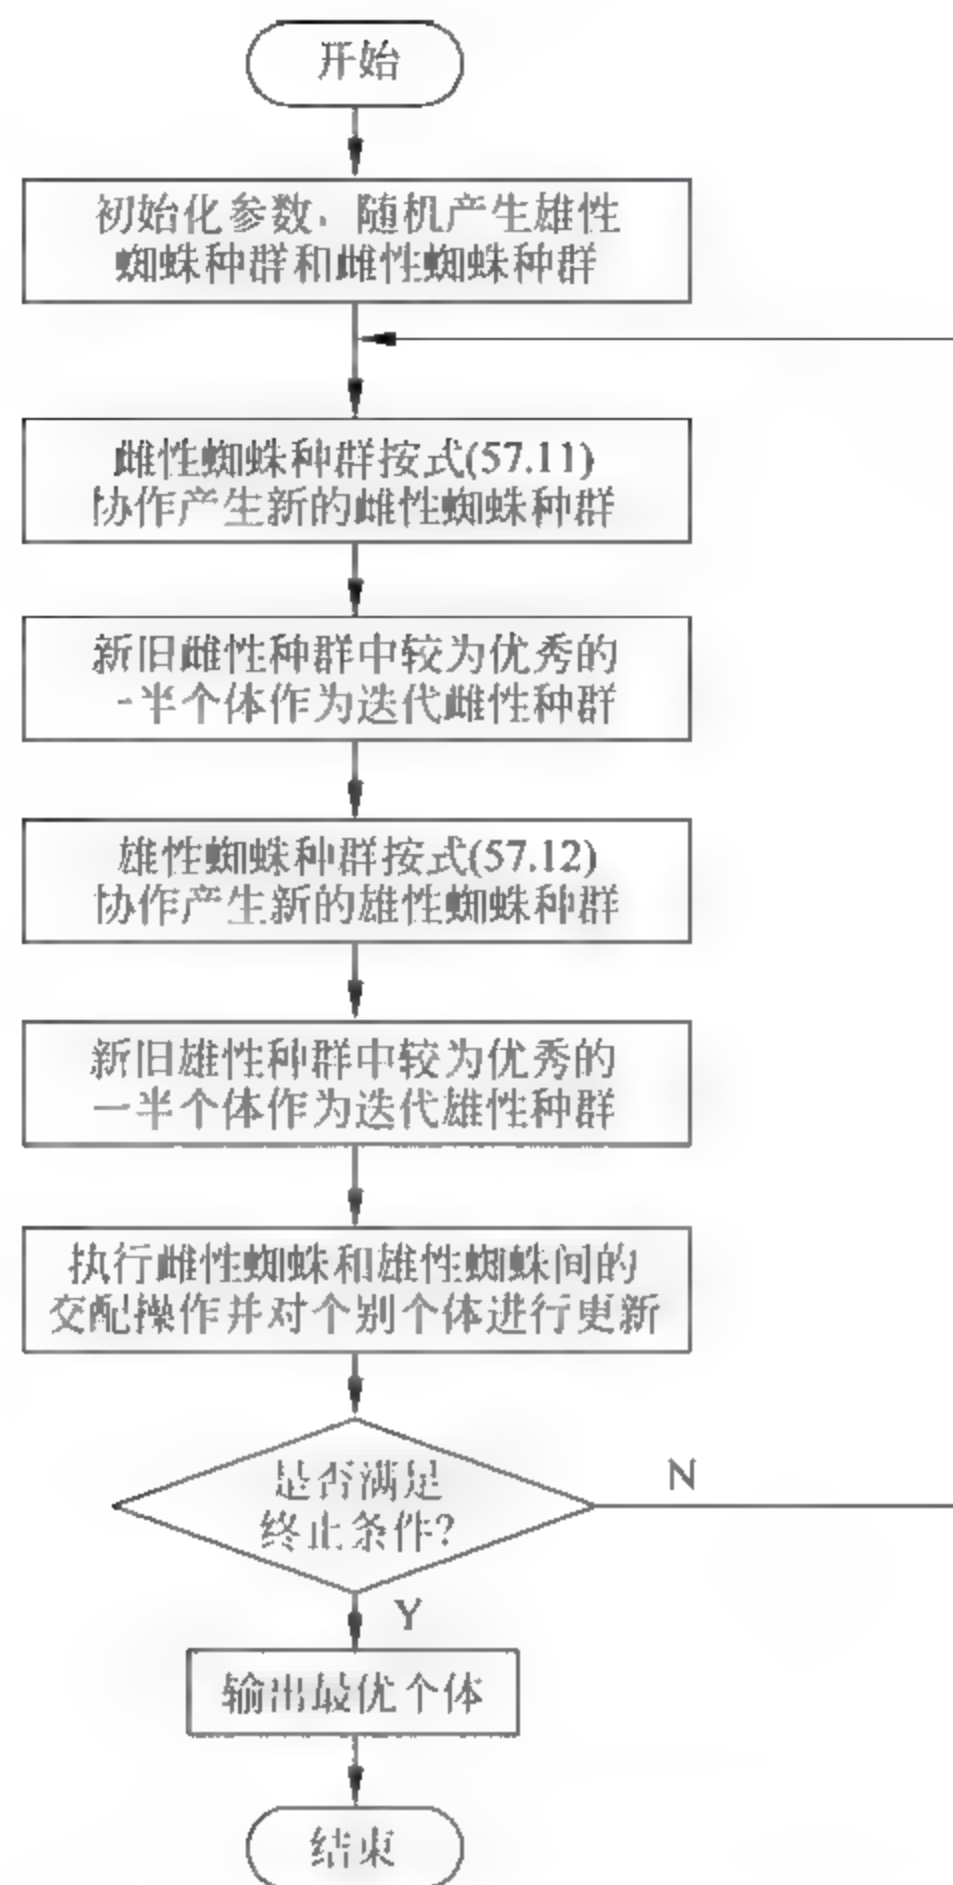 开始
初始化参数，随机产生雄性
蜘蛛种群和雌性蜘蛛种群
雌性蜘蛛种群按式(57.11)
协作产生新的雌性蜘蛛种群
新旧雌性种群中较为优秀的
一半个体作为迭代雌性种群
雄性蜘蛛种群按式(57.12)
协作产生新的雄性蜘蛛种群
新旧雄性种群中较为优秀的
一半个体作为迭代雄性种群
执行雌性蜘蛛和雄性蜘蛛间的
交配操作并对个别个体进行更新
是否满足
终止条件?
N
Y
输出最优个体
结束